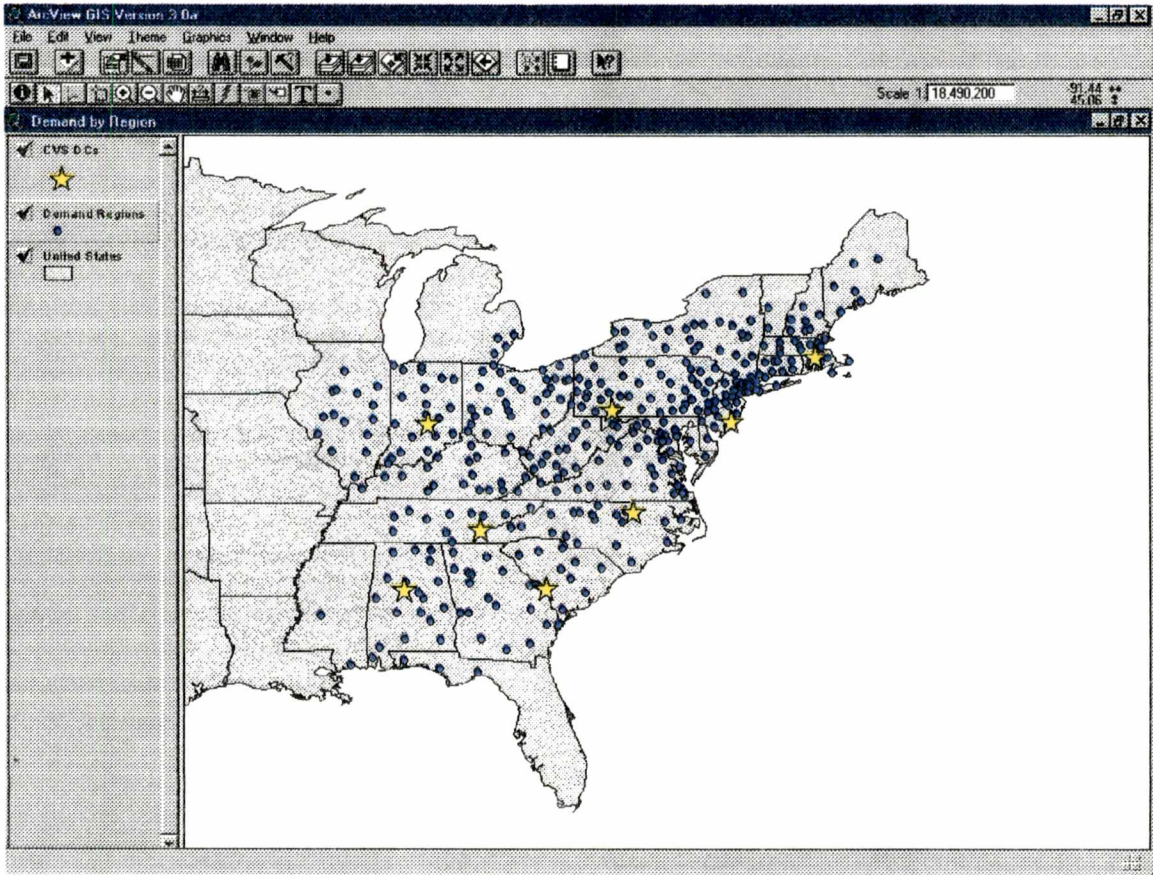 ArcView GIS Version 3.0a
File Edit View Theme Graphics Window Help
Scale 1: 18,490,200
91.44
45.06
Demand by Region
CVS DCs
Demand Regions
United States